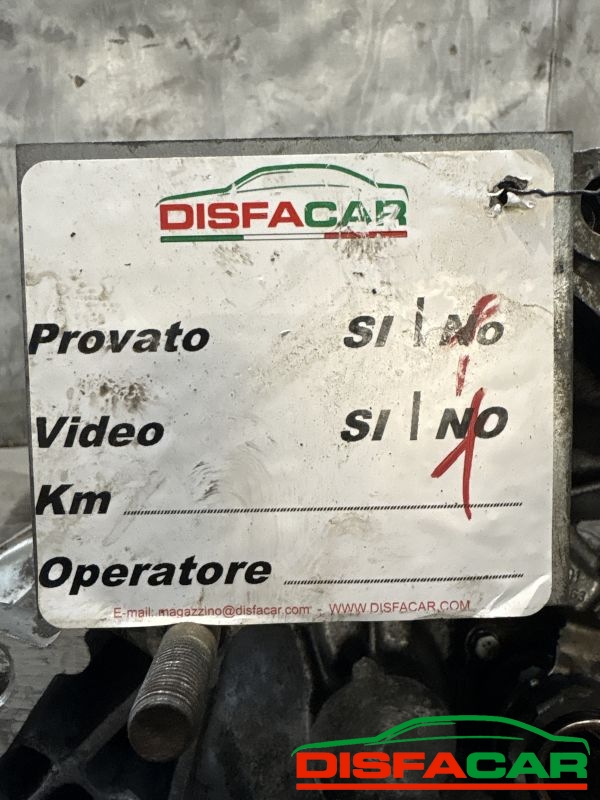 DISFACAR
Provato SI | No
Video SI | NO
Km
Operatore
E-mail: magazzino@disfacar.com - WWW.DISFACAR.COM
DISFACAR